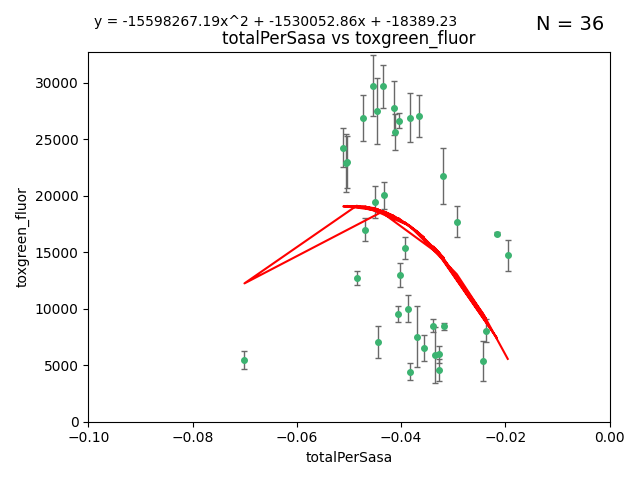 y = -15598267.19x^2 + -1530052.86x + -18389.23
N = 36
totalPerSasa vs toxgreen_fluor
30000
25000
20000
15000
10000
5000
0
toxgreen_fluor
−0.10
−0.08
−0.06
−0.04
−0.02
0.00
totalPerSasa